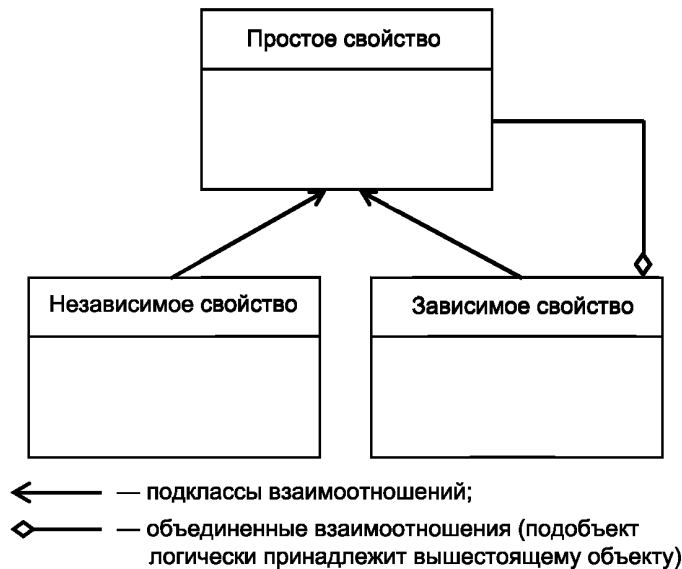 Простое свойство
Независимое свойство
Зависимое свойство
— подклассы взаимоотношений;
— объединенные взаимоотношения (подобъект
логически принадлежит вышестоящему объекту)